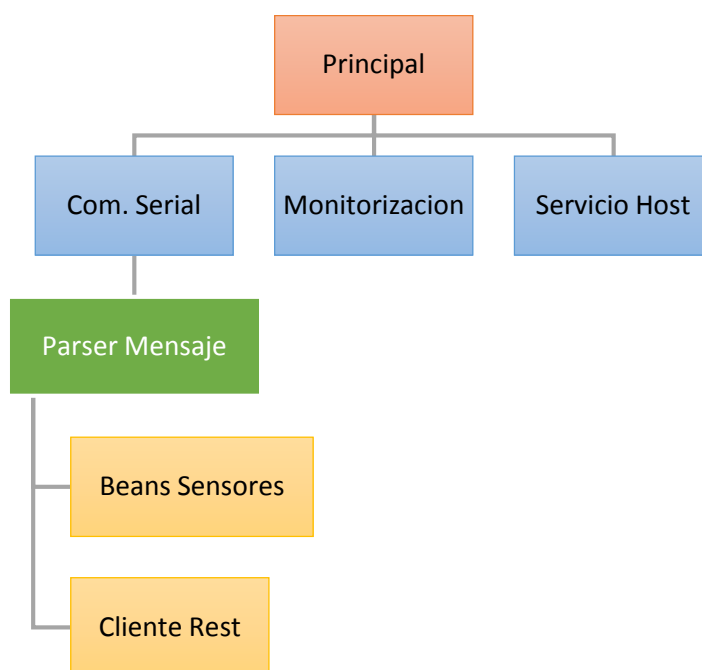 Principal
Com. Serial
Monitorizacion
Servicio Host
Parser Mensaje
Beans Sensores
Cliente Rest